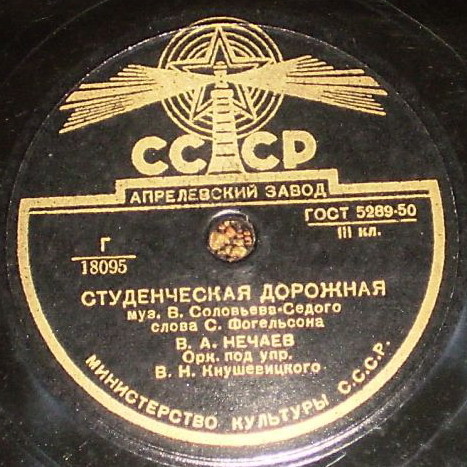 СССР
АПРЕЛЕВСКИЙ ЗАВОД
ГОСТ 5289-50
III кл.
Г
18095
СТУДЕНЧЕСКАЯ ДОРОЖНАЯ
муз. В. Соловьева-Седого
слова С. Фогельсона
В. А. НЕЧАЕВ
Орк. под упр.
В. Н. Кнушевицкого
МИНИСТЕРСТВО КУЛЬТУРЫ С.С.С.Р.